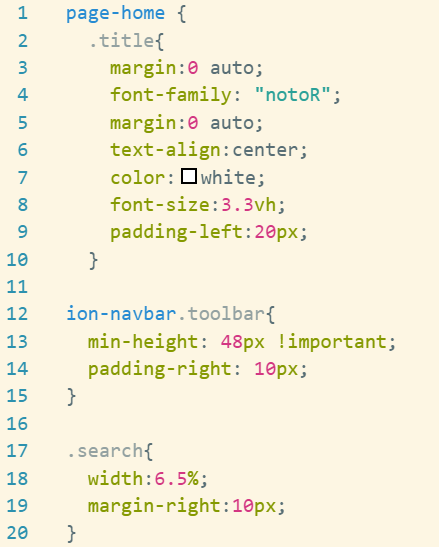 1 page-home {
2 .title{
3 margin:0 auto;
4 font-family: "notoR";
5 margin:0 auto;
6 text-align:center;
7 color:white;
8 font-size:3.3vh;
9 padding-left:20px;
10 }
11
12 ion-navbar.toolbar{
13 min-height: 48px !important;
14 padding-right: 10px;
15 }
16
17 .search{
18 width:6.5%;
19 margin-right:10px;
20 }